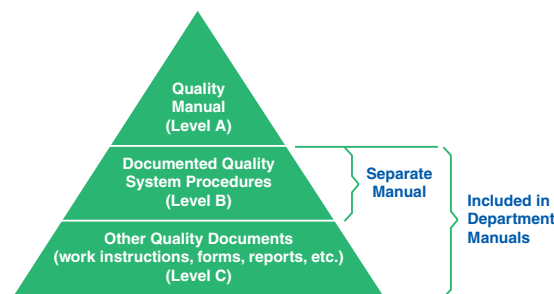 Quality
Manual
(Level A)
Documented Quality
System Procedures
(Level B)
Separate
Manual
Other Quality Documents
(work instructions, forms, reports, etc.)
(Level C)
Included in
Department
Manuals